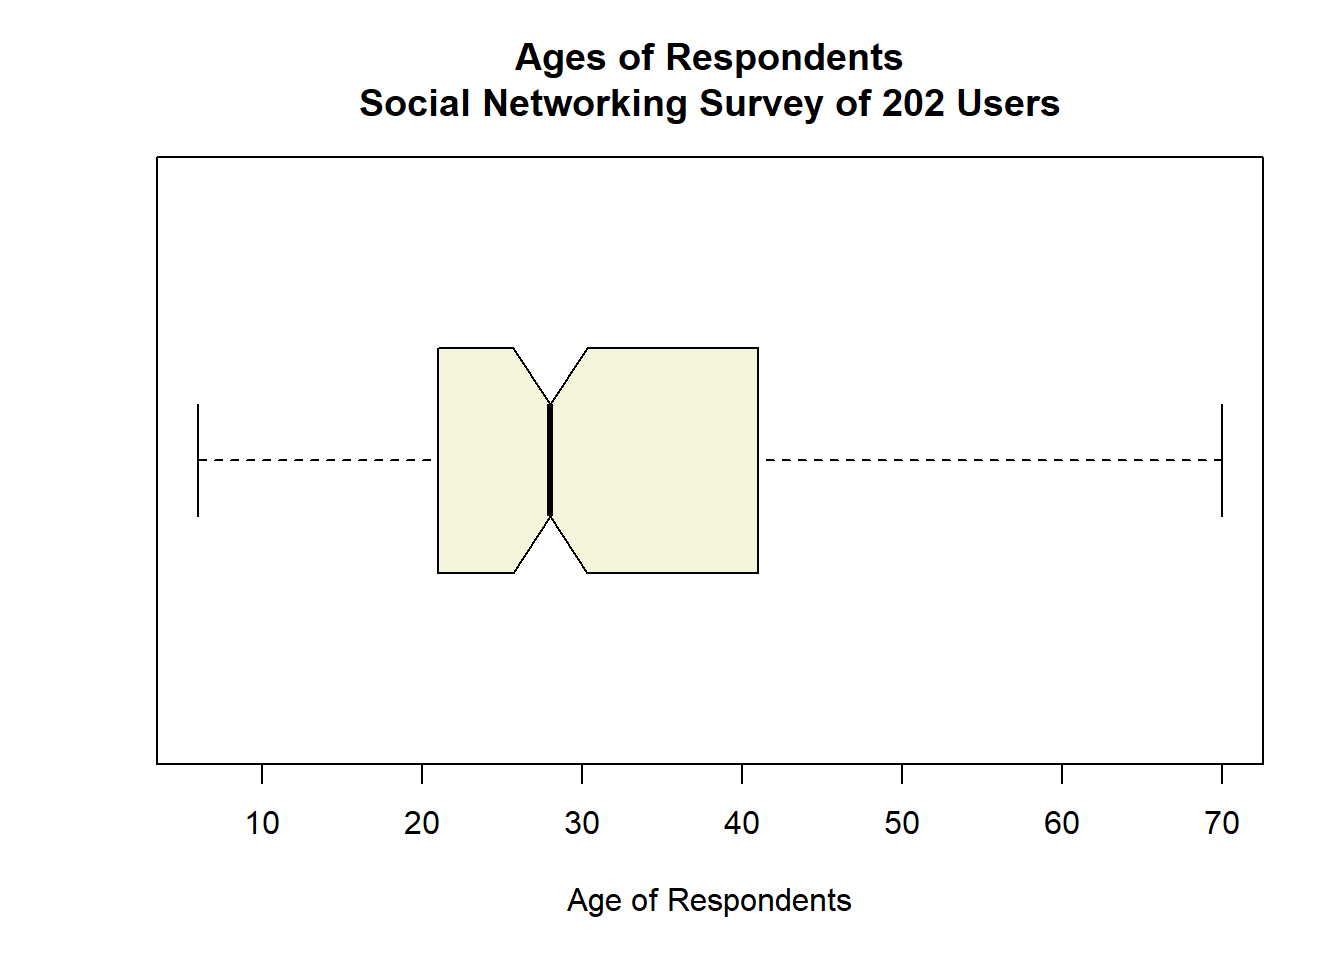 Ages of Respondents
Social Networking Survey of 202 Users
10 20 30 40 50 60 70
Age of Respondents